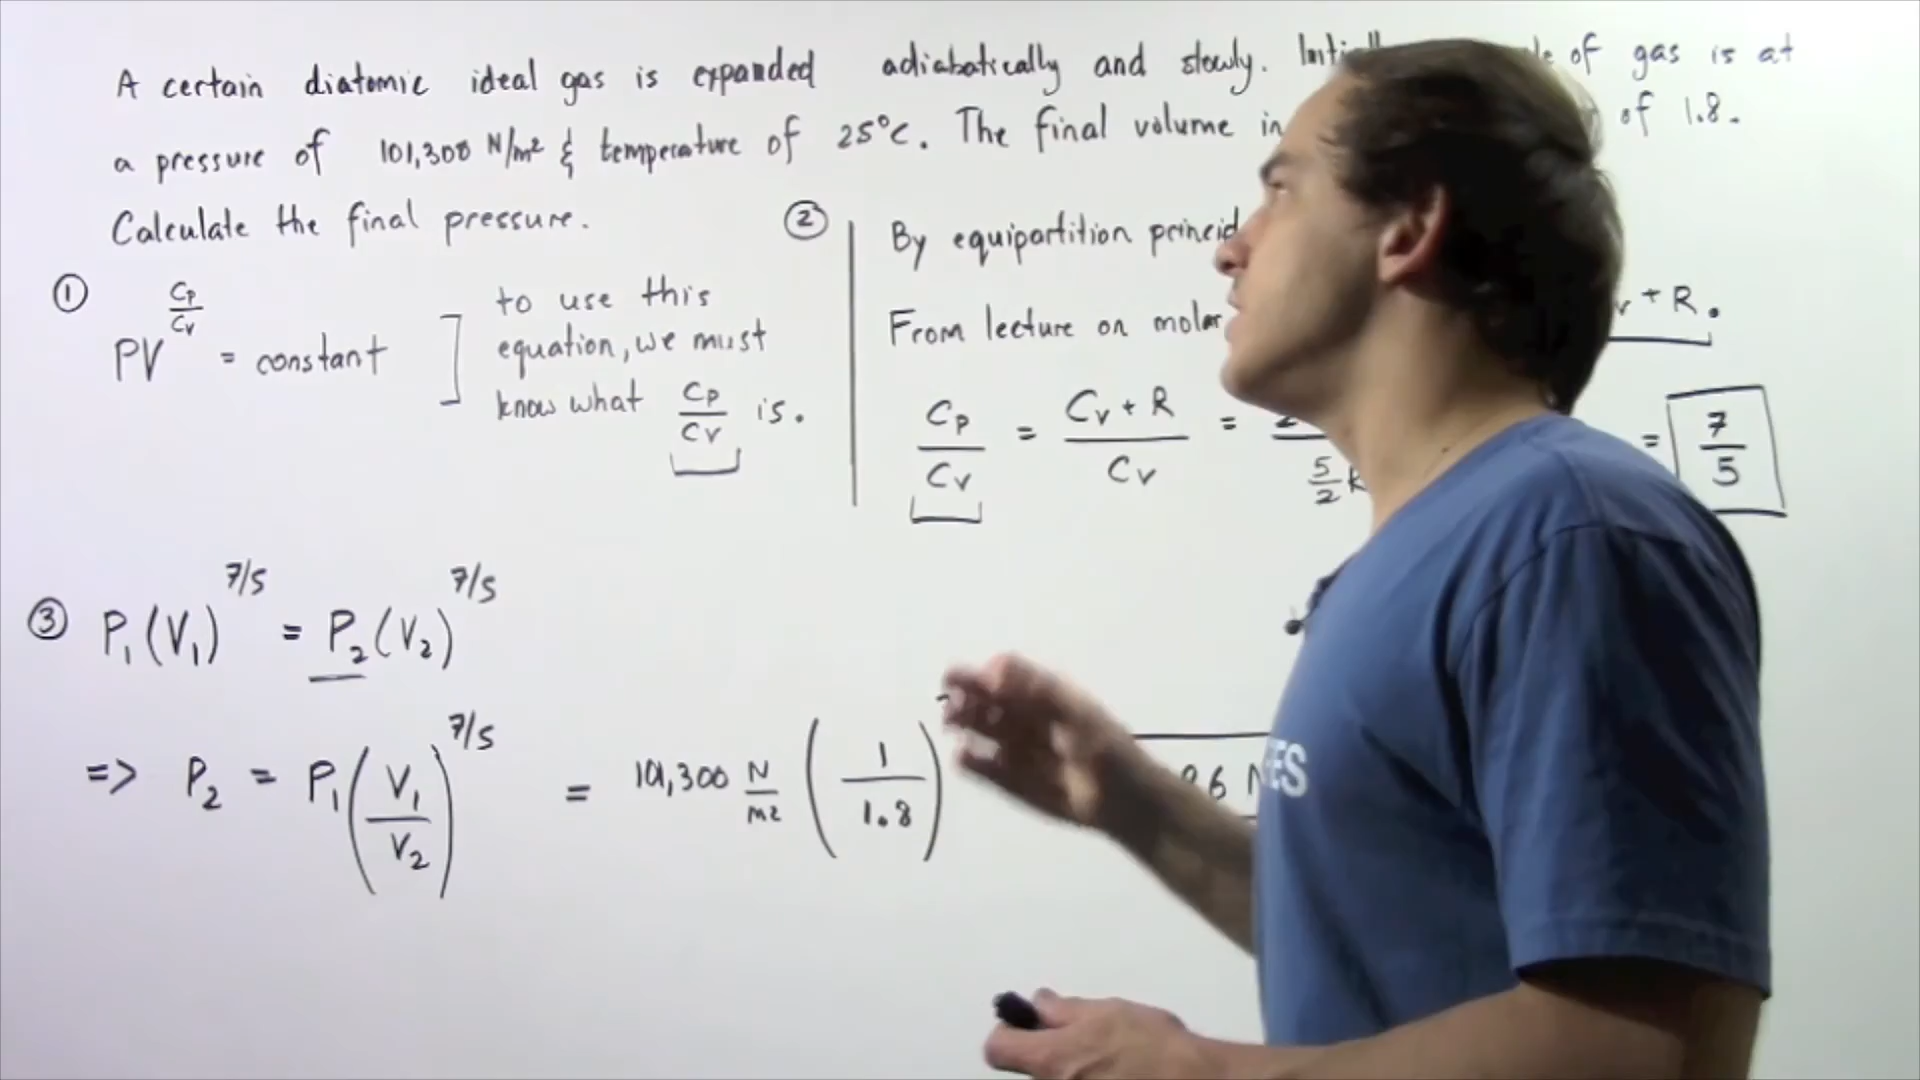 A certain diatomic ideal gas is expanded adiabatically and slowly. of gas is at
a pressure of 101,300 N/m² & temperature of 25°C. The final volume of 1.8.
Calculate the final pressure.
① PV^(Cp/Cv) = constant ] to use this
equation, we must
know what Cp/Cv is.
② By equipartition
From lecture on molar + R.
Cp/Cv = (Cv + R)/Cv = 5/2 = 7/5
③ P₁(V₁)^7/5 = P₂(V₂)^7/5
=> P₂ = P₁(V₁/V₂)^7/5 = 101,300 N/m² (1/1.8)